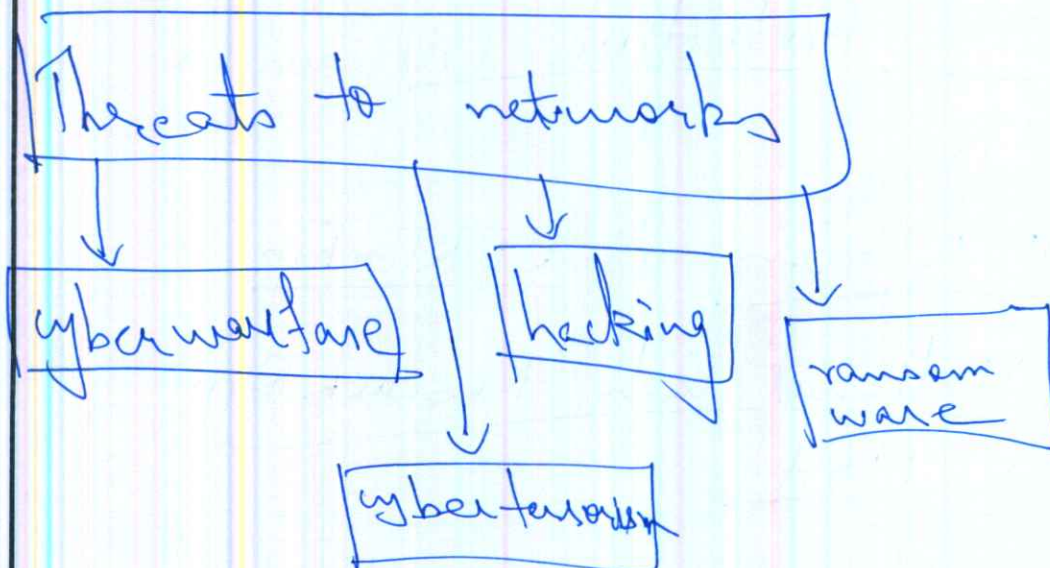 Threats to networks
cyberwarfare
hacking
ransom
ware
cyberterrorism